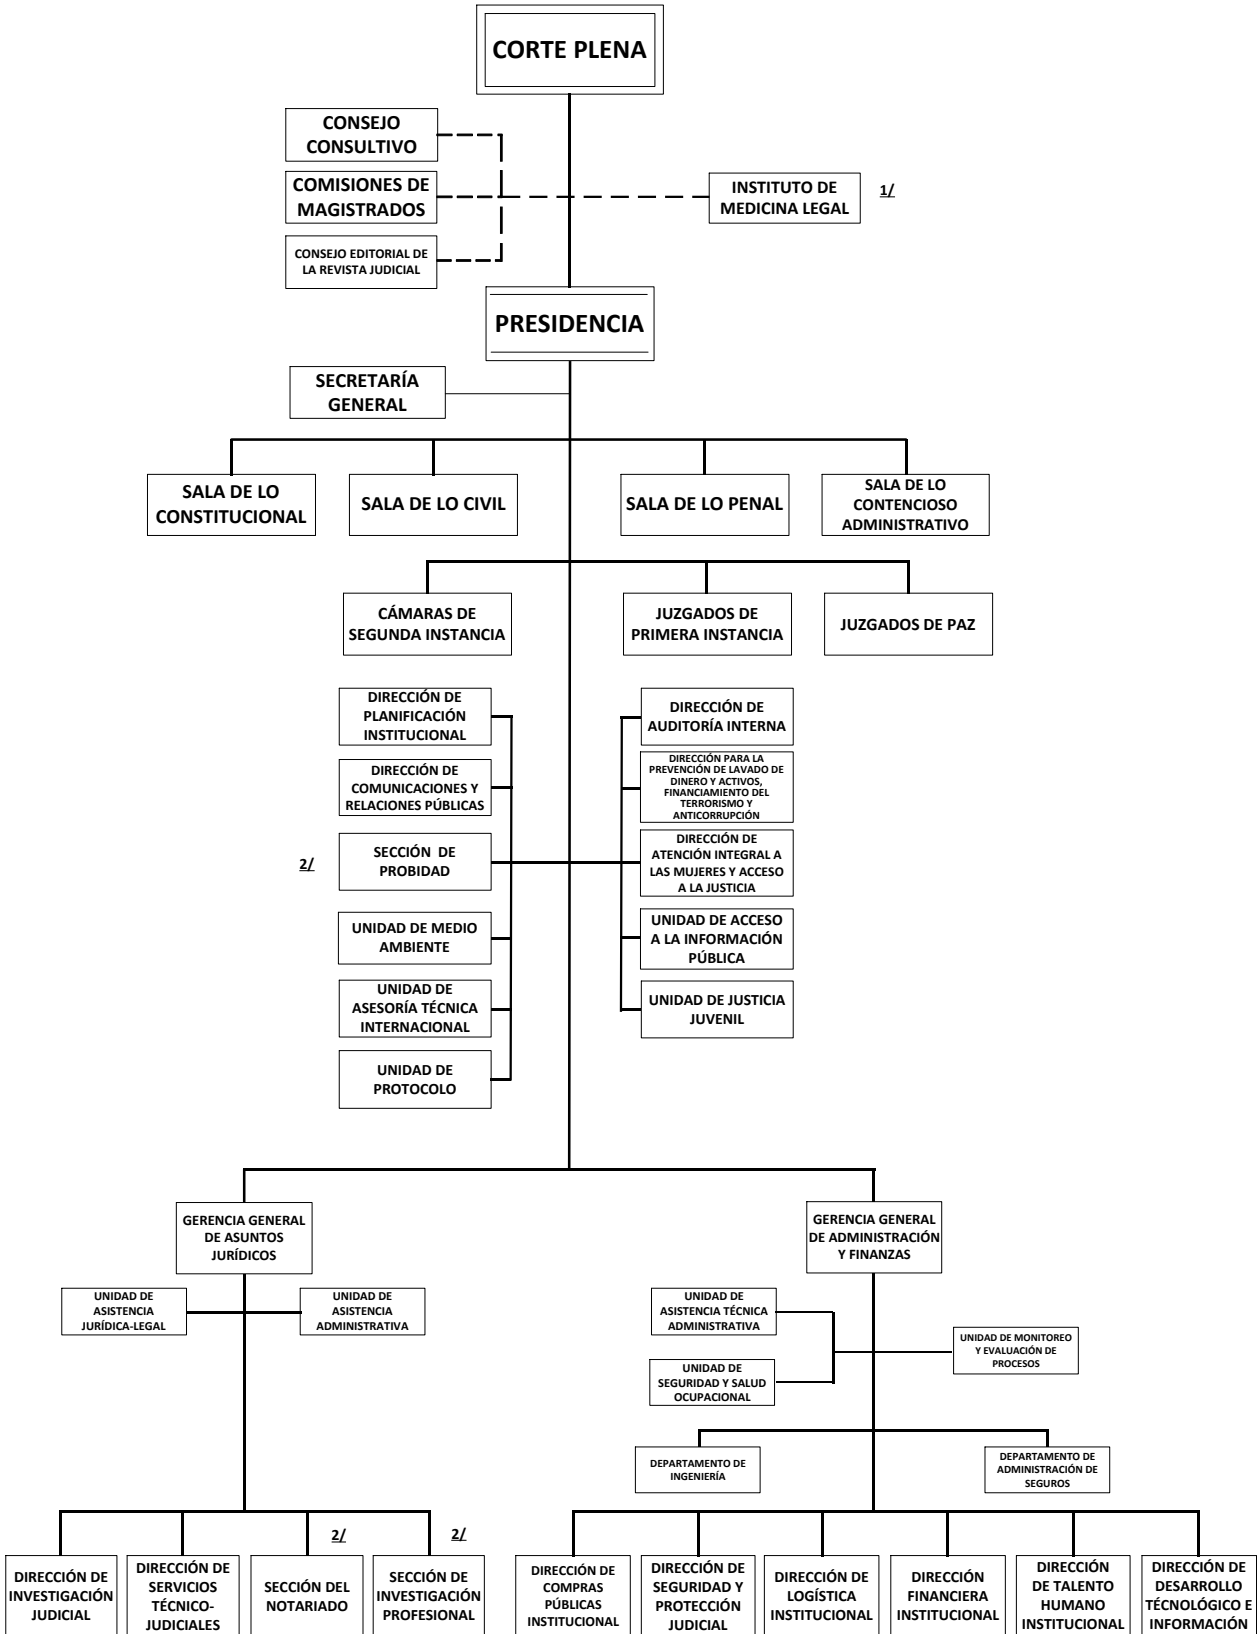 CORTE PLENA
CONSEJO
CONSULTIVO
COMISIONES DE
MAGISTRADOS
CONSEJO EDITORIAL DE
LA REVISTA JUDICIAL
INSTITUTO DE
MEDICINA LEGAL
1/
PRESIDENCIA
SECRETARÍA
GENERAL
SALA DE LO
CONSTITUCIONAL
SALA DE LO CIVIL
SALA DE LO PENAL
SALA DE LO
CONTENCIOSO
ADMINISTRATIVO
CÁMARAS DE
SEGUNDA INSTANCIA
JUZGADOS DE
PRIMERA INSTANCIA
JUZGADOS DE PAZ
DIRECCIÓN DE
PLANIFICACIÓN
INSTITUCIONAL
DIRECCIÓN DE
COMUNICACIONES Y
RELACIONES PÚBLICAS
2/
SECCIÓN DE
PROBIDAD
UNIDAD DE MEDIO
AMBIENTE
UNIDAD DE
ASESORÍA TÉCNICA
INTERNACIONAL
UNIDAD DE
PROTOCOLO
DIRECCIÓN DE
AUDITORÍA INTERNA
DIRECCIÓN PARA LA
PREVENCIÓN DE LAVADO DE
DINERO Y ACTIVOS,
FINANCIAMIENTO DEL
TERRORISMO Y
ANTICORRUPCIÓN
DIRECCIÓN DE
ATENCIÓN INTEGRAL A
LAS MUJERES Y ACCESO
A LA JUSTICIA
UNIDAD DE ACCESO
A LA INFORMACIÓN
PÚBLICA
UNIDAD DE JUSTICIA
JUVENIL
GERENCIA GENERAL
DE ASUNTOS
JURÍDICOS
UNIDAD DE
ASISTENCIA
JURÍDICA-LEGAL
UNIDAD DE
ASISTENCIA
ADMINISTRATIVA
GERENCIA GENERAL
DE ADMINISTRACIÓN
Y FINANZAS
UNIDAD DE
ASISTENCIA TÉCNICA
ADMINISTRATIVA
UNIDAD DE
SEGURIDAD Y SALUD
OCUPACIONAL
UNIDAD DE MONITOREO
Y EVALUACIÓN DE
PROCESOS
DEPARTAMENTO DE
INGENIERÍA
DEPARTAMENTO DE
ADMINISTRACIÓN DE
SEGUROS
DIRECCIÓN DE
INVESTIGACIÓN
JUDICIAL
DIRECCIÓN DE
SERVICIOS
TÉCNICO-
JUDICIALES
2/
SECCIÓN DEL
NOTARIADO
2/
SECCIÓN DE
INVESTIGACIÓN
PROFESIONAL
DIRECCIÓN DE
COMPRAS
PÚBLICAS
INSTITUCIONAL
DIRECCIÓN DE
SEGURIDAD Y
PROTECCIÓN
JUDICIAL
DIRECCIÓN DE
LOGÍSTICA
INSTITUCIONAL
DIRECCIÓN
FINANCIERA
INSTITUCIONAL
DIRECCIÓN
DE TALENTO
HUMANO
INSTITUCIONAL
DIRECCIÓN DE
DESARROLLO
TÉCNOLÓGICO E
INFORMACIÓN